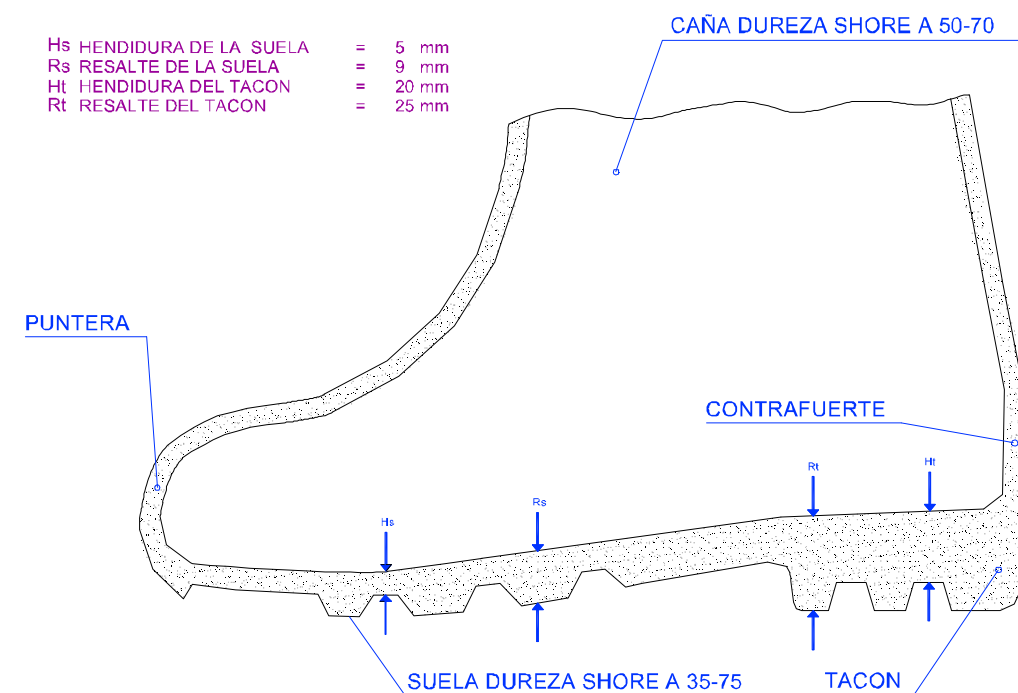 CAÑA DUREZA SHORE A 50-70
Hs HENDIDURA DE LA SUELA = 5 mm
Rs RESALTE DE LA SUELA = 9 mm
Ht HENDIDURA DEL TACON = 20 mm
Rt RESALTE DEL TACON = 25 mm
PUNTERA
CONTRAFUERTE
Rt
Ht
Rs
Hs
SUELA DUREZA SHORE A 35-75
TACON